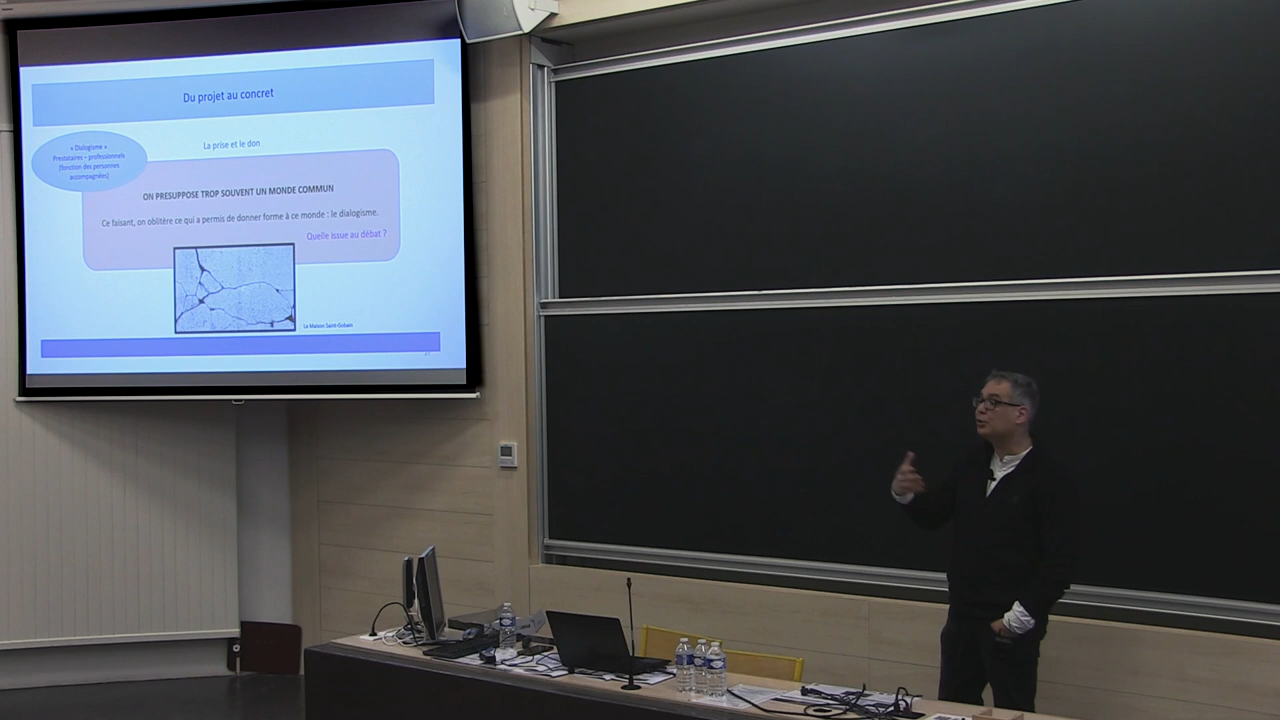 Du projet au concret
« Dialogisme »
Prestataires – professionnels
(fonction des personnes
accompagnées)
La prise et le don
ON PRESUPPOSE TROP SOUVENT UN MONDE COMMUN
Ce faisant, on oblitère ce qui a permis de donner forme à ce monde : le dialogisme.
Quelle issue au débat ?
La Maison Saint-Gobain